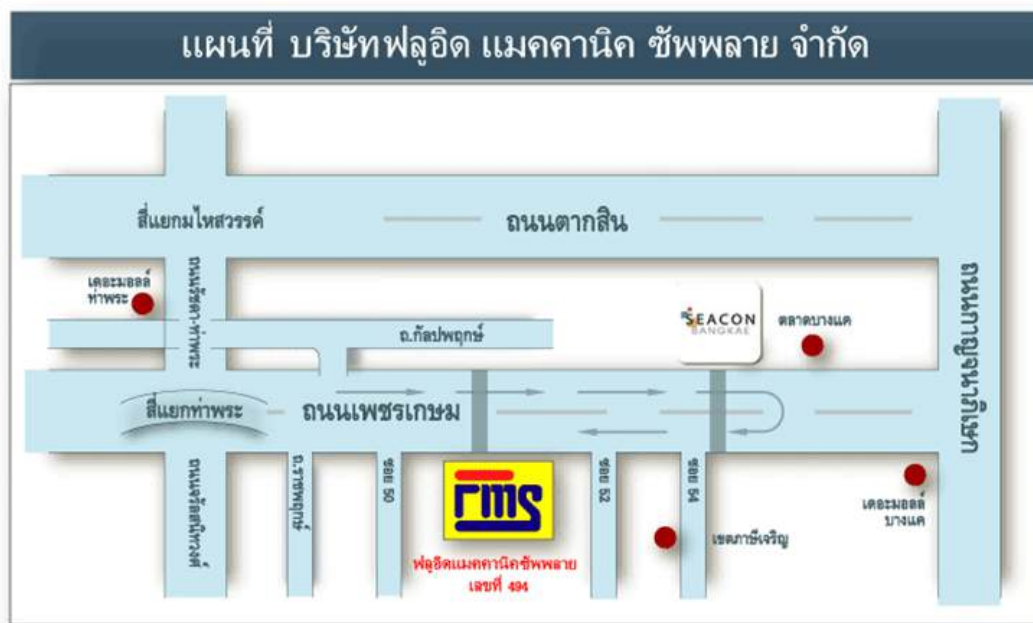 แผนที่ บริษัทฟลูอิด แมคคานิค ซัพพลาย จำกัด
สี่แยกมไหสวรรค์
ถนนตากสิน
เดอะมอลล์
ท่าพระ
ถนนรัชดา-ท่าพระ
ถ.กัลปพฤกษ์
SEACON
BANGKAE
ตลาดบางแค
ถนนกาญจนาภิเษก
สี่แยกท่าพระ
ถนนเพชรเกษม
ถนนจรัลสนิทวงศ์
ถ.ราชพฤกษ์
ซอย 50
fms
ซอย 52
ซอย 54
เดอะมอลล์
บางแค
เขตภาษีเจริญ
ฟลูอิดแมคคานิคซัพพลาย
เลขที่ 494